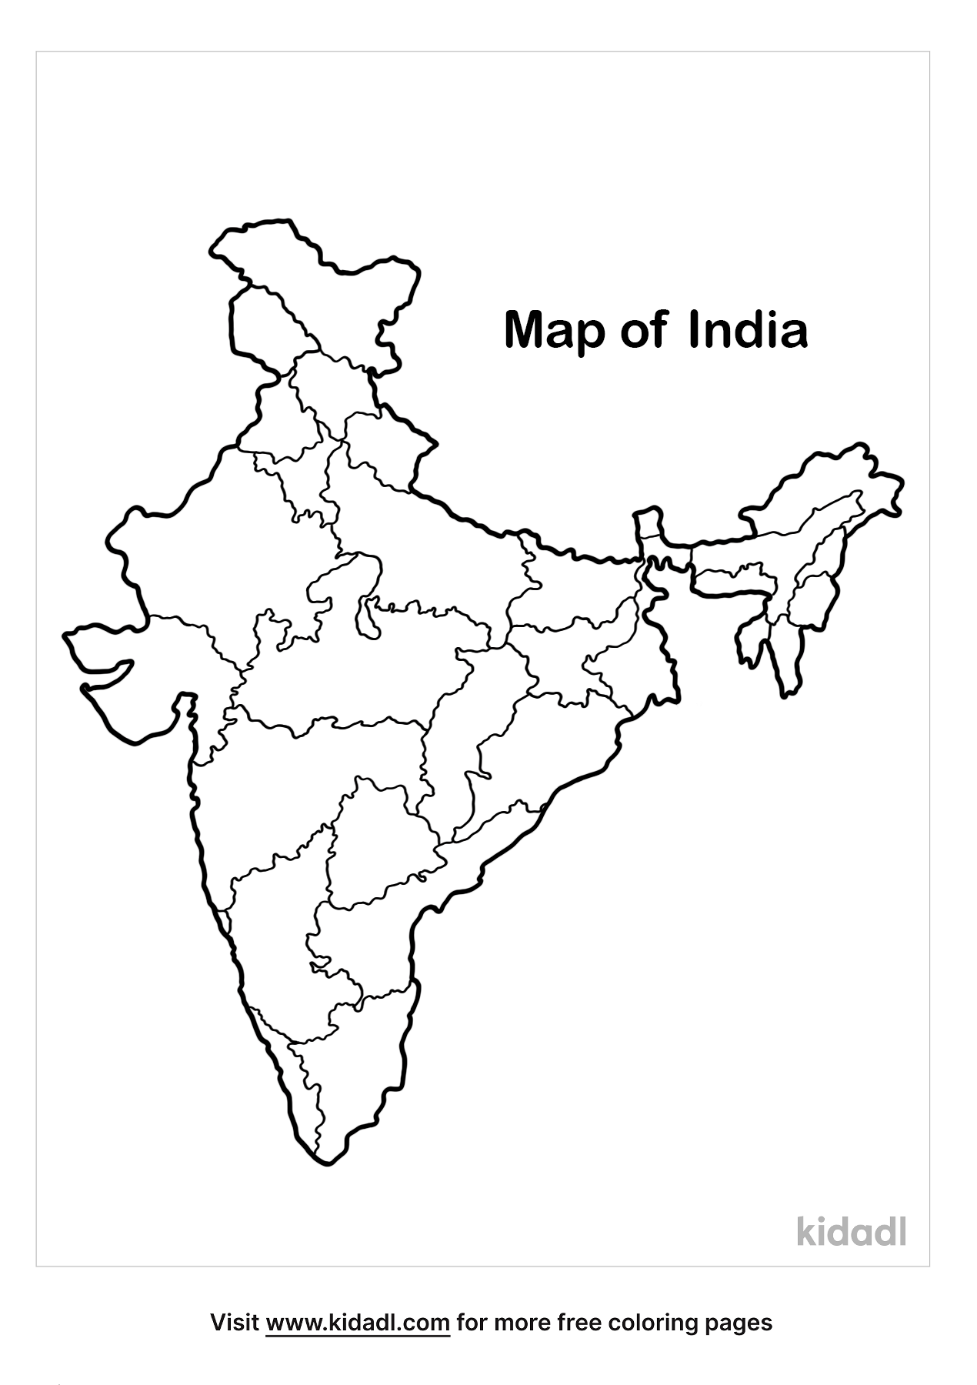 Map of India
kidadl
Visit www.kidadl.com for more free coloring pages